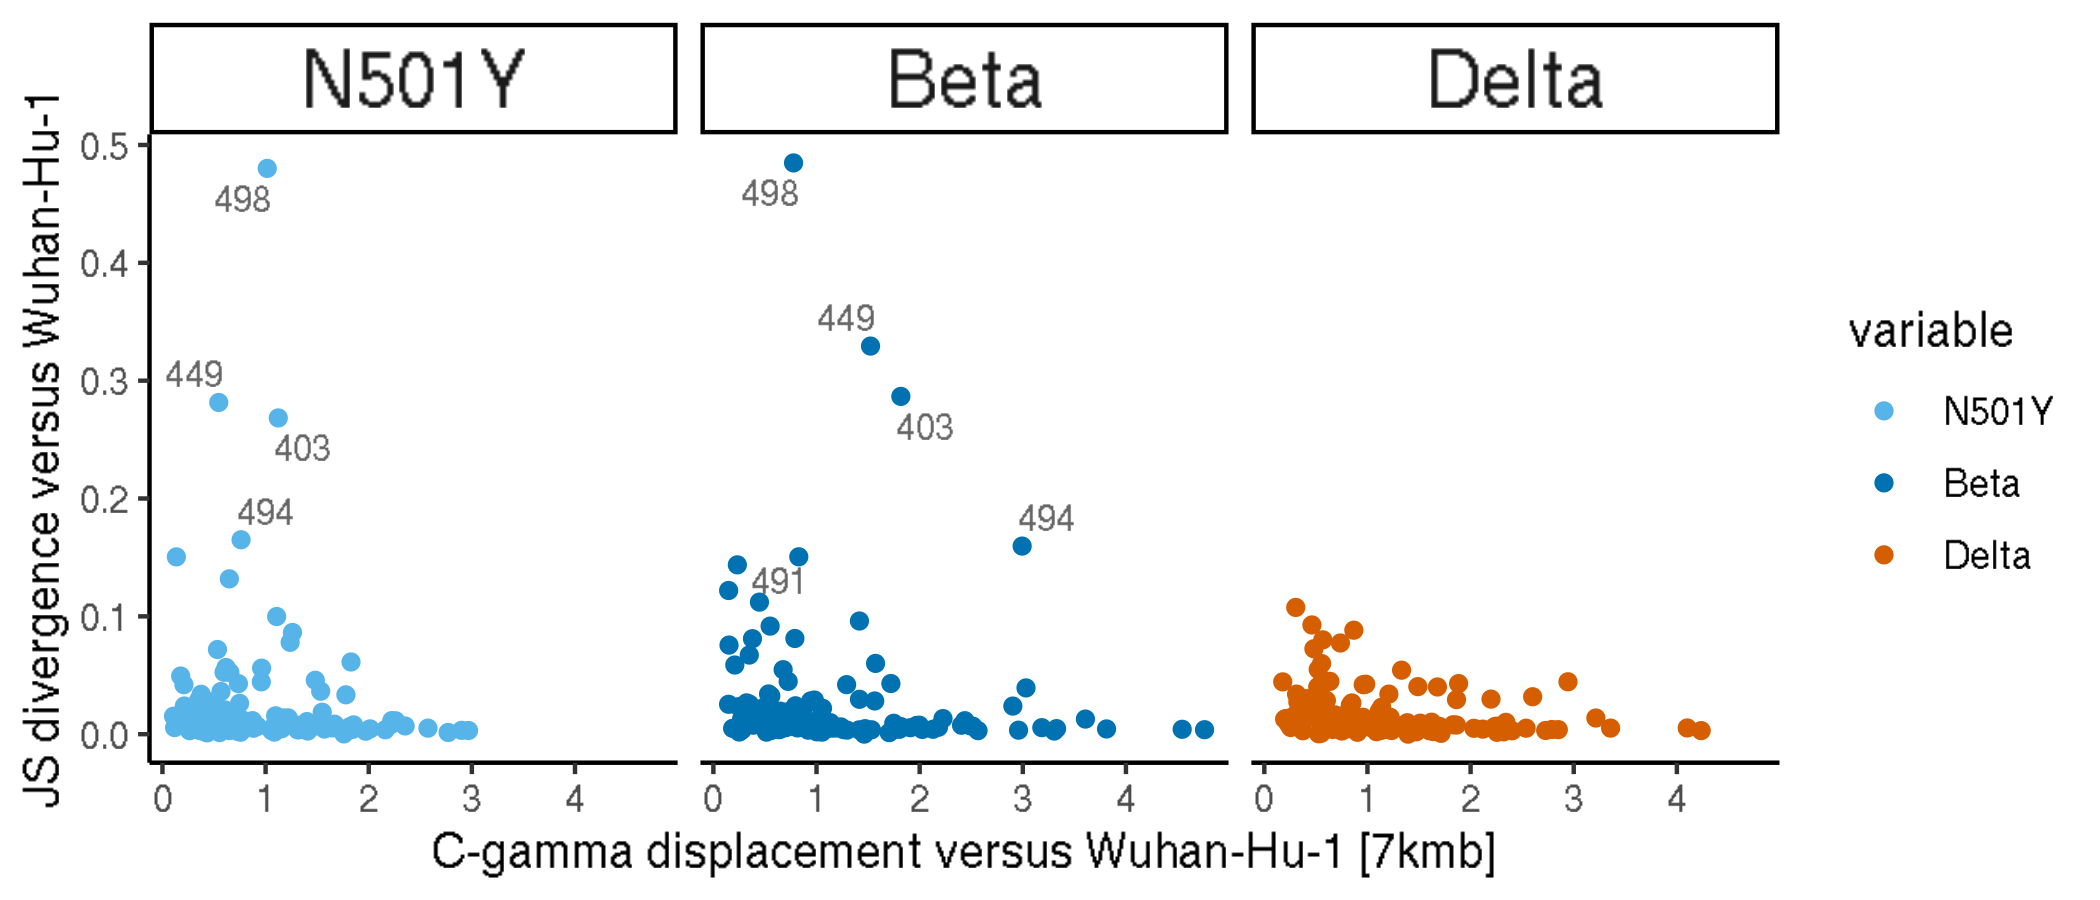 N501Y
Beta
Delta
JS divergence versus Wuhan-Hu-1
0.5
0.4
0.3
0.2
0.1
0.0
498
449
403
494
498
449
403
494
491
0 1 2 3 4
0 1 2 3 4
0 1 2 3 4
C-gamma displacement versus Wuhan-Hu-1 [7kmb]
variable
N501Y
Beta
Delta